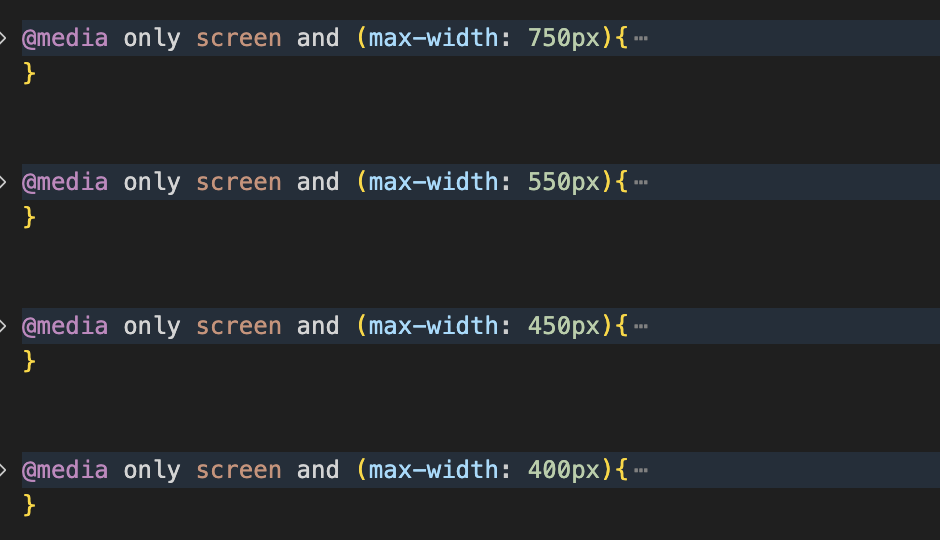 @media only screen and (max-width: 750px){⋯
}
@media only screen and (max-width: 550px){⋯
}
@media only screen and (max-width: 450px){⋯
}
@media only screen and (max-width: 400px){⋯
}